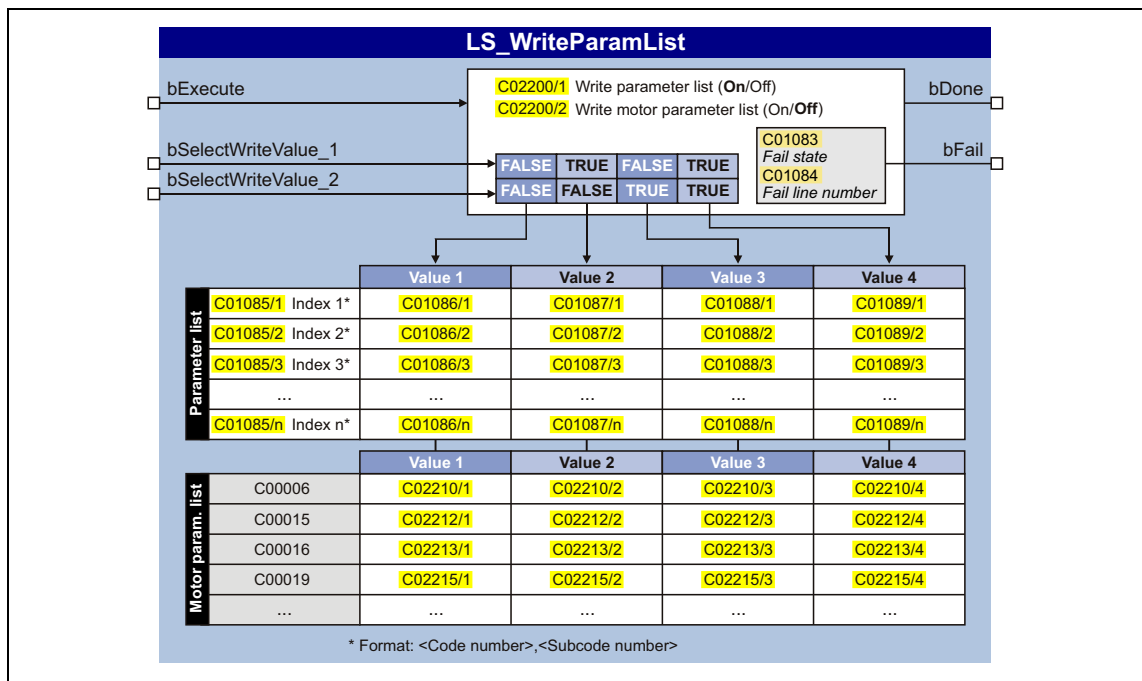 LS_WriteParamList
bExecute
C02200/1 Write parameter list (On/Off)
bDone
C02200/2 Write motor parameter list (On/Off)
bSelectWriteValue_1
FALSE TRUE FALSE TRUE
C01083
Fail state
bFail
bSelectWriteValue_2
FALSE FALSE TRUE TRUE
C01084
Fail line number
Value 1 Value 2 Value 3 Value 4
Parameter list
C01085/1 Index 1* C01086/1 C01087/1 C01088/1 C01089/1
C01085/2 Index 2* C01086/2 C01087/2 C01088/2 C01089/2
C01085/3 Index 3* C01086/3 C01087/3 C01088/3 C01089/3
... ... ... ... ...
C01085/n Index n* C01086/n C01087/n C01088/n C01089/n
Value 1 Value 2 Value 3 Value 4
Motor param. list
C00006 C02210/1 C02210/2 C02210/3 C02210/4
C00015 C02212/1 C02212/2 C02212/3 C02212/4
C00016 C02213/1 C02213/2 C02213/3 C02213/4
C00019 C02215/1 C02215/2 C02215/3 C02215/4
... ... ... ... ...
* Format: <Code number>,<Subcode number>